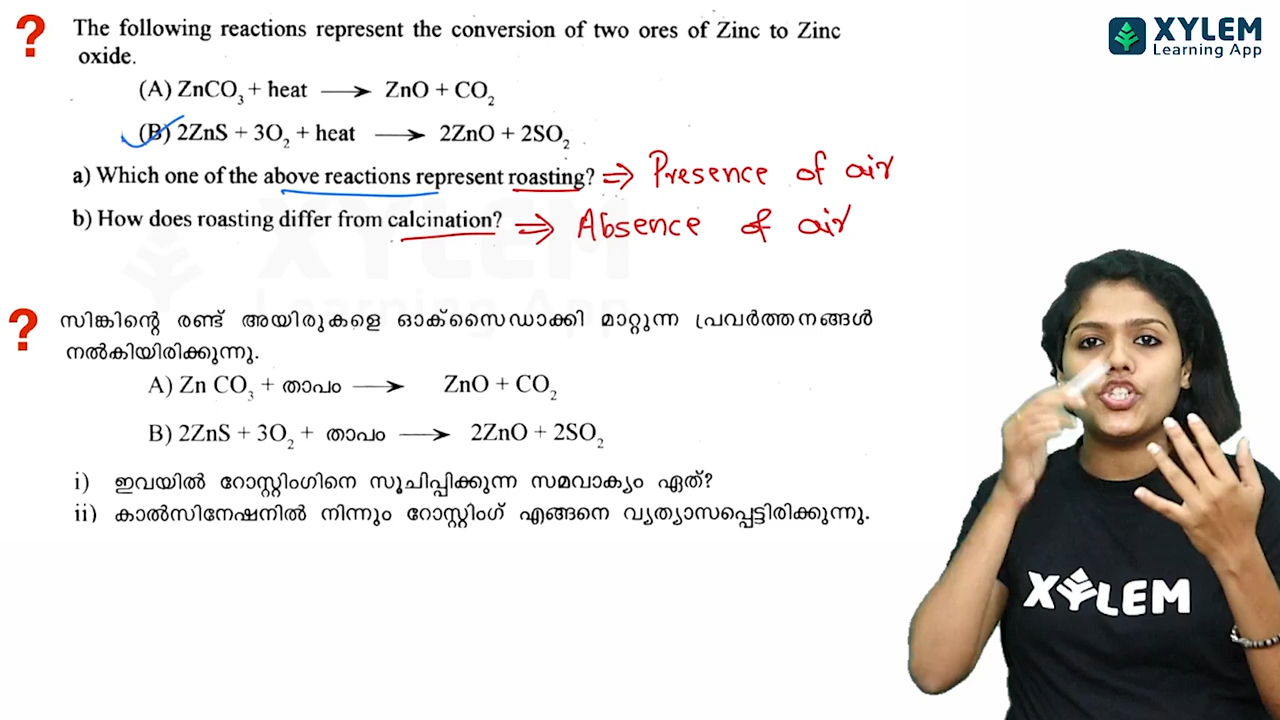 ? The following reactions represent the conversion of two ores of Zinc to Zinc
oxide.
(A) ZnCO₃ + heat ⟶ ZnO + CO₂
(B) 2ZnS + 3O₂ + heat ⟶ 2ZnO + 2SO₂
a) Which one of the above reactions represent roasting? ⇒ Presence of air
b) How does roasting differ from calcination? ⇒ Absence of air
XYLEM
Learning App
XYLEM
Learning App
? സിങ്കിന്റെ രണ്ട് അയിരുകളെ ഓക്സൈഡാക്കി മാറ്റുന്ന പ്രവർത്തനങ്ങൾ
നൽകിയിരിക്കുന്നു.
A) Zn CO₃ + താപം ⟶ ZnO + CO₂
B) 2ZnS + 3O₂ + താപം ⟶ 2ZnO + 2SO₂
i) ഇവയിൽ റോസ്റ്റിംഗിനെ സൂചിപ്പിക്കുന്ന സമവാക്യം ഏത്?
ii) കാൽസിനേഷനിൽ നിന്നും റോസ്റ്റിംഗ് എങ്ങനെ വ്യത്യാസപ്പെട്ടിരിക്കുന്നു.
XYLEM